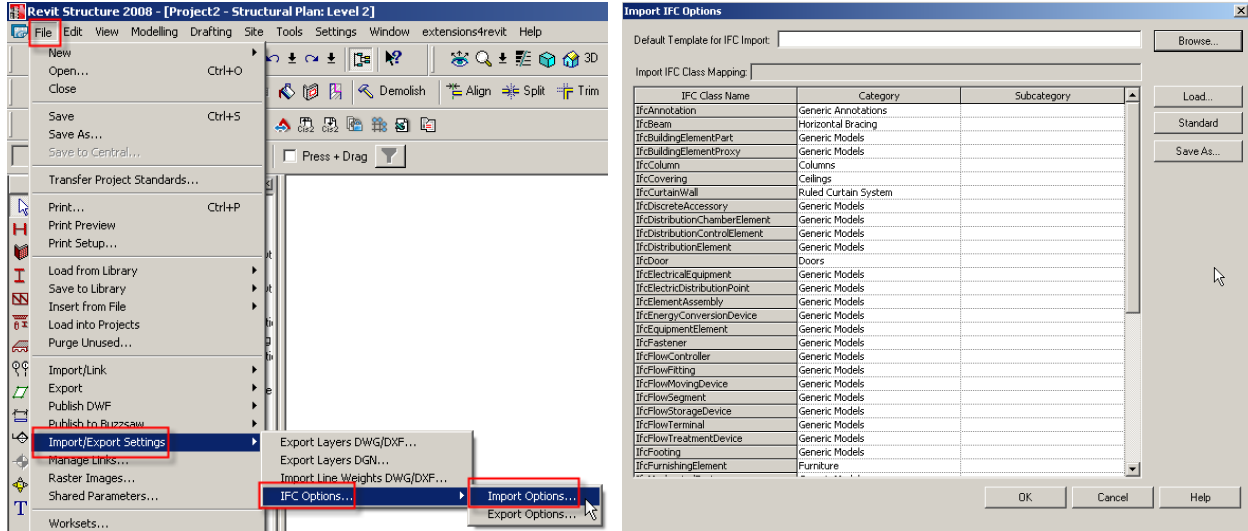 Revit Structure 2008 - [Project2 - Structural Plan: Level 2]
File Edit View Modelling Drafting Site Tools Settings Window extensions4revit Help
New
Open... Ctrl+O
Close
Save Ctrl+S
Save As...
Save to Central...
Transfer Project Standards...
Print... Ctrl+P
Print Preview
Print Setup...
Load from Library
Save to Library
Insert from File
Load into Projects
Purge Unused...
Import/Link
Export
Publish DWF
Publish to Buzzsaw
Import/Export Settings
Manage Links...
Raster Images...
Shared Parameters...
Worksets...
3D
Demolish Align Split Trim
Cis2 Cis2
Press + Drag
Export Layers DWG/DXF...
Export Layers DGN...
Import Line Weights DWG/DXF...
IFC Options...
Import Options...
Export Options...
Import IFC Options
Default Template for IFC Import: Browse...
Import IFC Class Mapping:
IFC Class Name Category Subcategory Load...
IfcAnnotation Generic Annotations
IfcBeam Horizontal Bracing Standard
IfcBuildingElementPart Generic Models
IfcBuildingElementProxy Generic Models Save As...
IfcColumn Columns
IfcCovering Ceilings
IfcCurtainWall Ruled Curtain System
IfcDiscreteAccessory Generic Models
IfcDistributionChamberElement Generic Models
IfcDistributionControlElement Generic Models
IfcDistributionElement Generic Models
IfcDoor Doors
IfcElectricalEquipment Generic Models
IfcElectricDistributionPoint Generic Models
IfcElementAssembly Generic Models
IfcEnergyConversionDevice Generic Models
IfcEquipmentElement Generic Models
IfcFastener Generic Models
IfcFlowController Generic Models
IfcFlowFitting Generic Models
IfcFlowMovingDevice Generic Models
IfcFlowSegment Generic Models
IfcFlowStorageDevice Generic Models
IfcFlowTerminal Generic Models
IfcFlowTreatmentDevice Generic Models
IfcFooting Generic Models
IfcFurnishingElement Furniture
OK Cancel Help